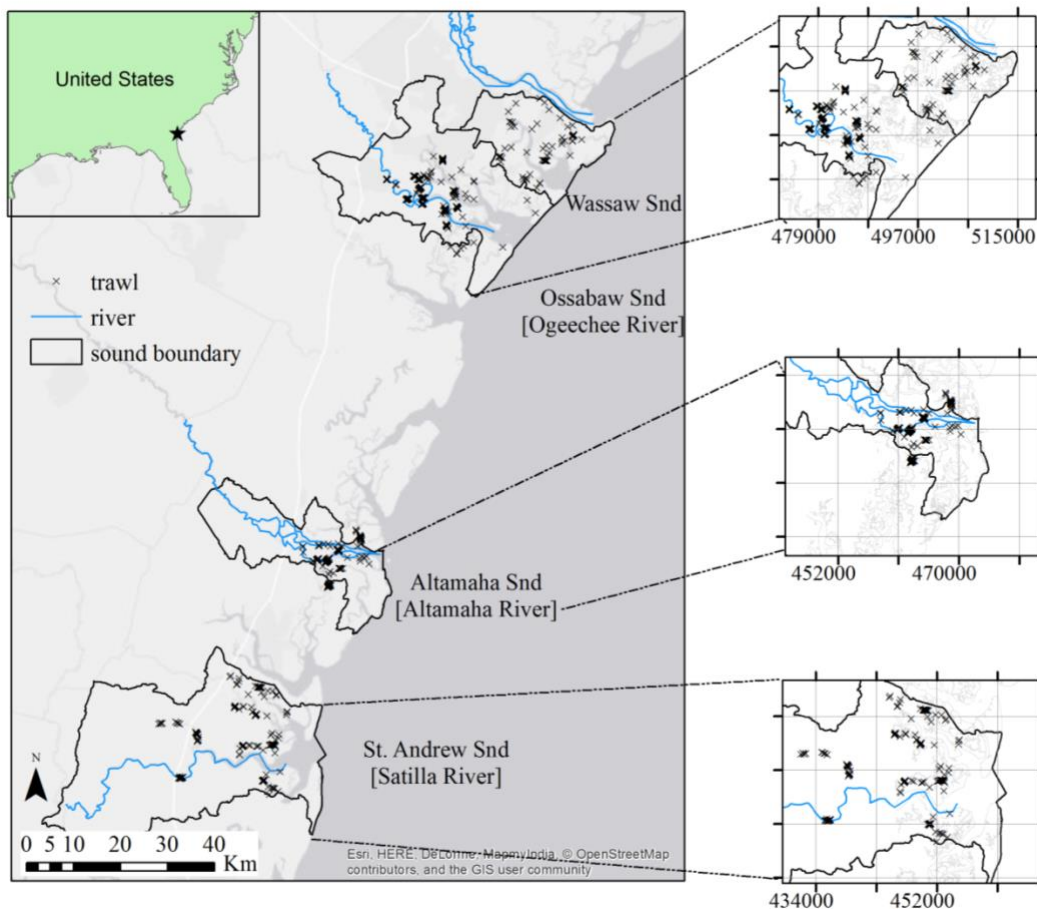 United States
trawl
river
sound boundary
Wassaw Snd
Ossabaw Snd
[Ogeechee River]
Altamaha Snd
[Altamaha River]
St. Andrew Snd
[Satilla River]
N
0 5 10 20 30 40
Km
Esri, HERE, DeLorme, MapmyIndia, © OpenStreetMap
contributors, and the GIS user community
479000 497000 515000
452000 470000
434000 452000